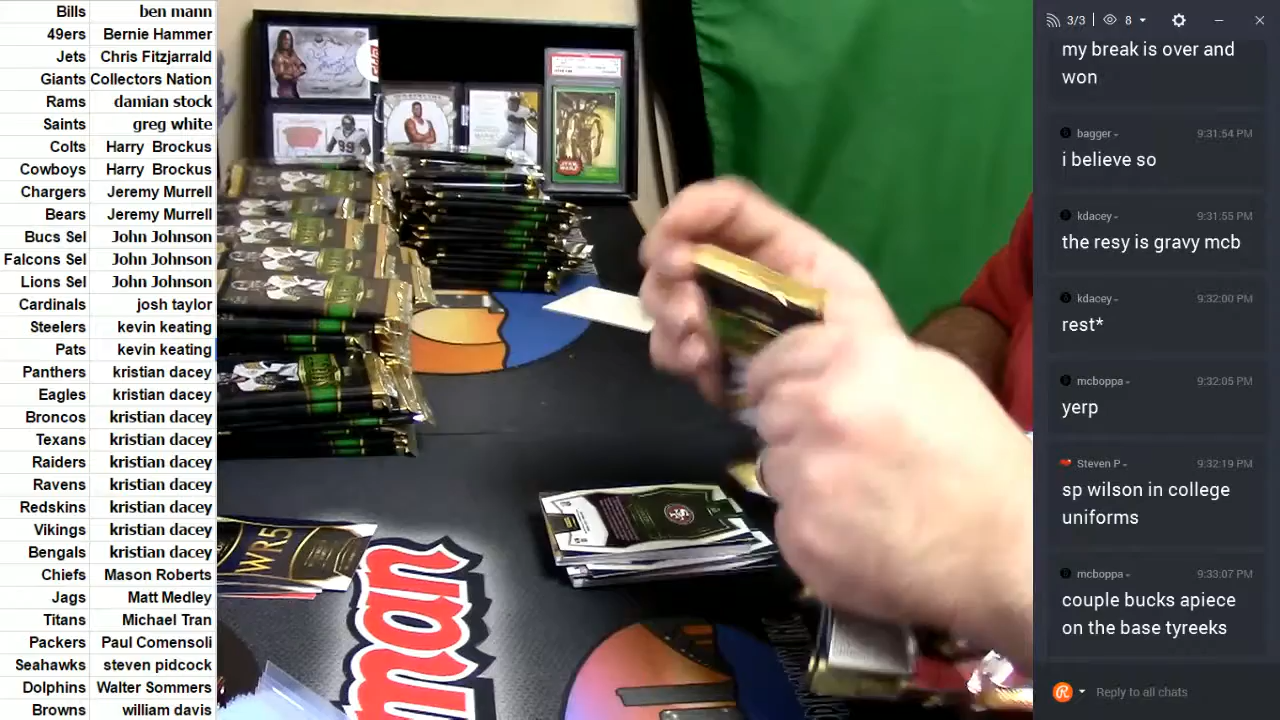 Bills ben mann
49ers Bernie Hammer
Jets Chris Fitzjarrald
Giants Collectors Nation
Rams damian stock
Saints greg white
Colts Harry Brockus
Cowboys Harry Brockus
Chargers Jeremy Murrell
Bears Jeremy Murrell
Bucs Sel John Johnson
Falcons Sel John Johnson
Lions Sel John Johnson
Cardinals josh taylor
Steelers kevin keating
Pats kevin keating
Panthers kristian dacey
Eagles kristian dacey
Broncos kristian dacey
Texans kristian dacey
Raiders kristian dacey
Ravens kristian dacey
Redskins kristian dacey
Vikings kristian dacey
Bengals kristian dacey
Chiefs Mason Roberts
Jags Matt Medley
Titans Michael Tran
Packers Paul Comensoli
Seahawks steven pidcock
Dolphins Walter Sommers
Browns william davis
99
STAR WARS
WR5
man
3/3 8
my break is over and
won
bagger 9:31:54 PM
i believe so
kdacey 9:31:55 PM
the resy is gravy mcb
kdacey 9:32:00 PM
rest*
mcboppa 9:32:05 PM
yerp
Steven P 9:32:19 PM
sp wilson in college
uniforms
mcboppa 9:33:07 PM
couple bucks apiece
on the base tyreeks
Reply to all chats